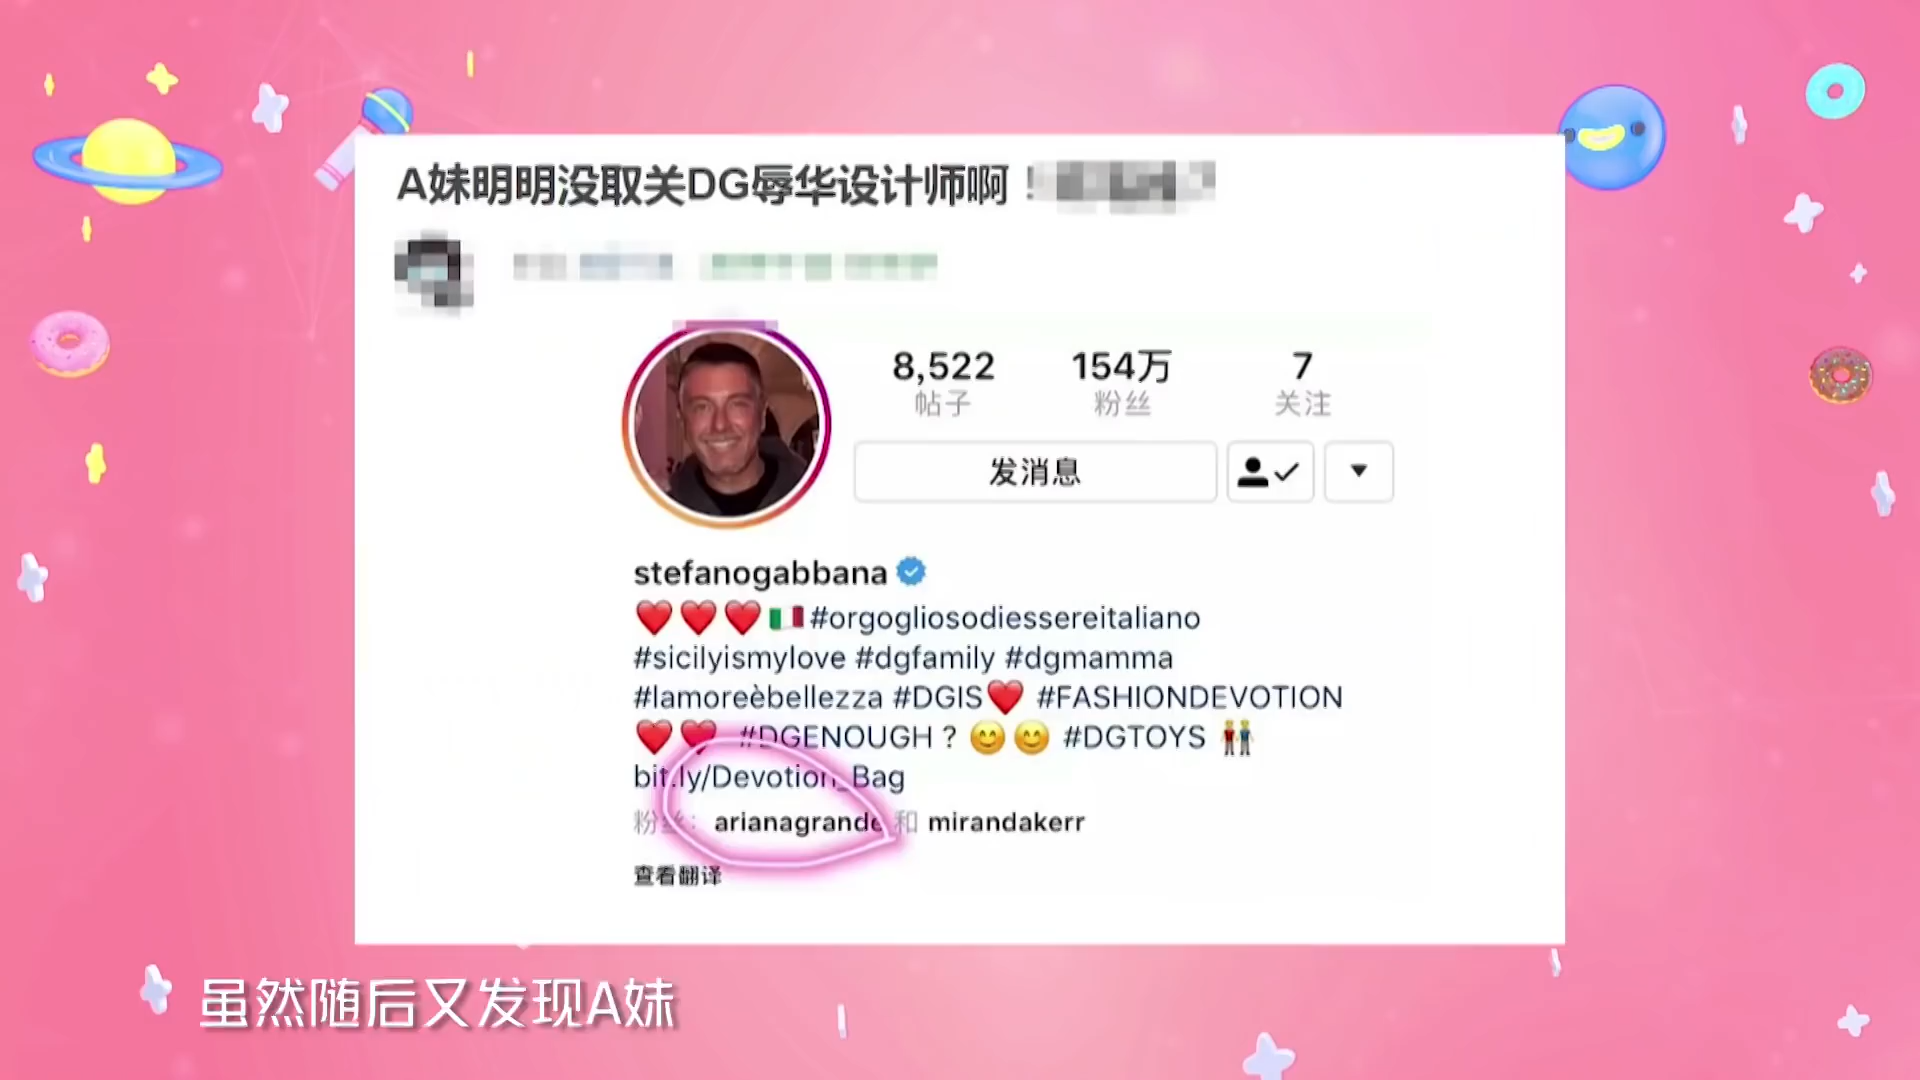 A妹明明没取关DG辱华设计师啊！
8,522 154万 7
帖子 粉丝 关注
发消息
stefanogabbana
❤️❤️❤️🇮🇹#orgogliosodiessereitaliano
#sicilyismylove #dgfamily #dgmamma
#lamoreèbellezza #DGIS❤️ #FASHIONDEVOTION
❤️❤️ #DGENOUGH ? 😊😊 #DGTOYS 👬
bit.ly/Devotion_Bag
粉丝： arianagrande 和 mirandakerr
查看翻译
虽然随后又发现A妹